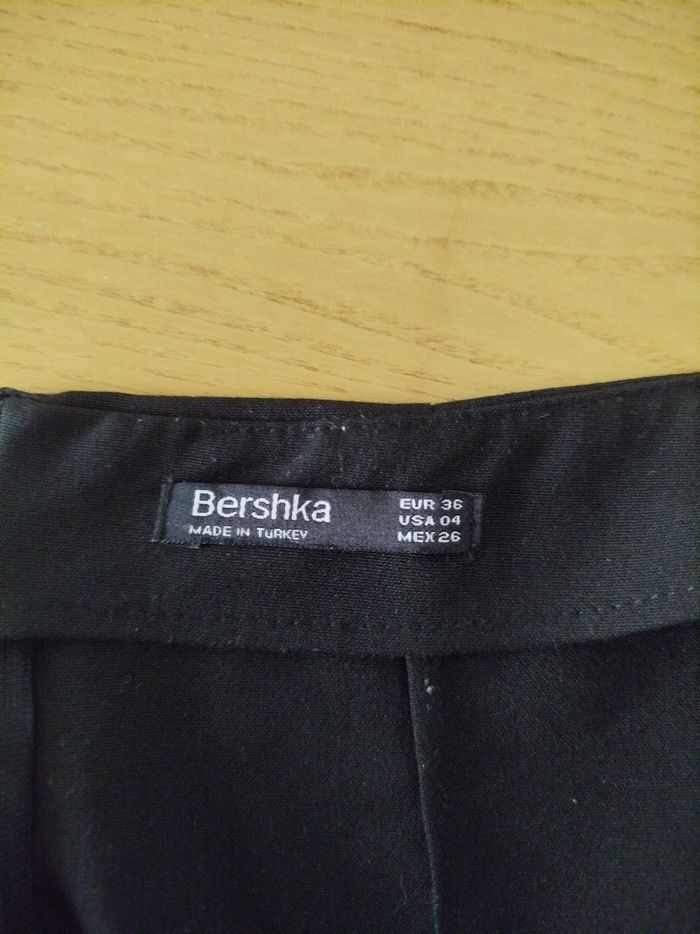 Bershka
MADE IN TURKEY
EUR 36
USA 04
MEX 26